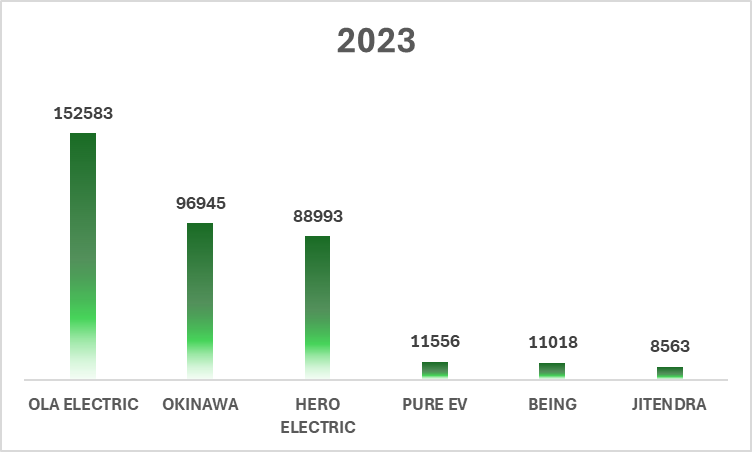 2023
152583
96945
88993
11556
11018
8563
OLA ELECTRIC
OKINAWA
HERO
ELECTRIC
PURE EV
BEING
JITENDRA